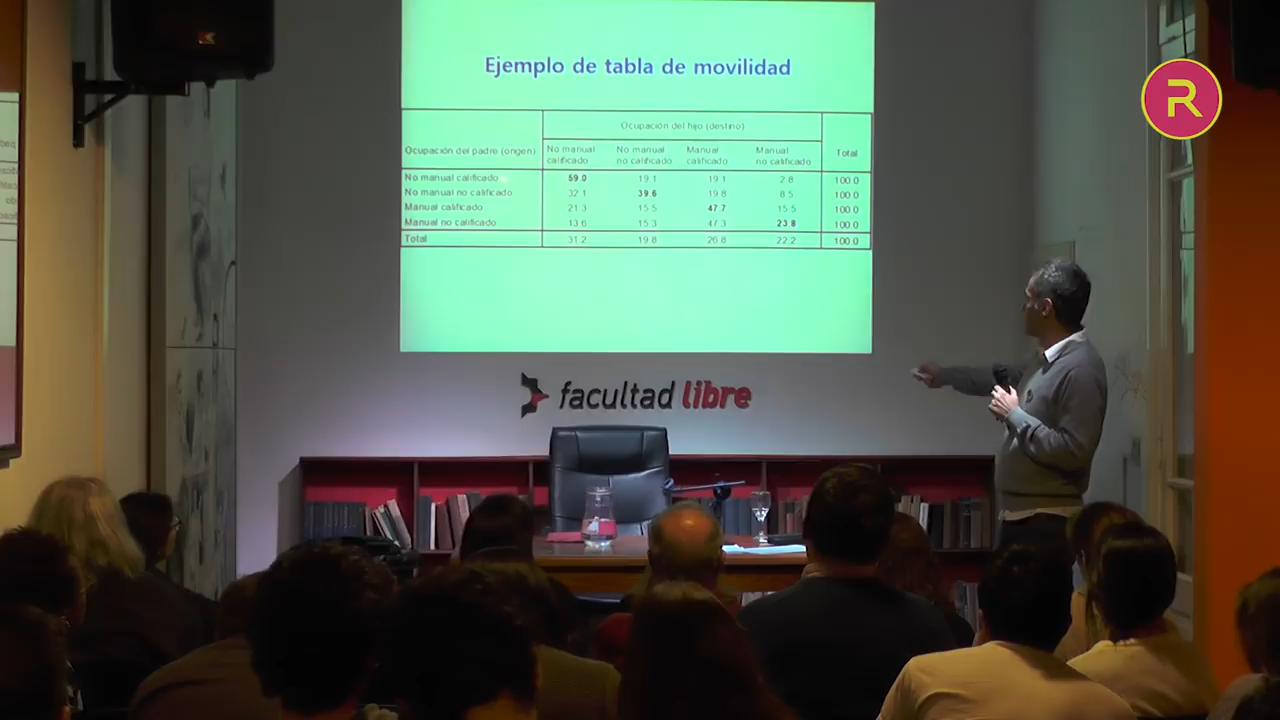 Ejemplo de tabla de movilidad
Ocupación del hijo (destino)
Ocupación del padre (origen) No manual calificado No manual no calificado Manual calificado Manual no calificado Total
No manual calificado 59.0 19.1 19.1 2.8 100.0
No manual no calificado 32.1 39.6 19.8 8.5 100.0
Manual calificado 21.3 15.5 47.7 15.5 100.0
Manual no calificado 13.6 15.3 47.3 23.8 100.0
Total 31.2 19.8 26.8 22.2 100.0
facultad libre
R